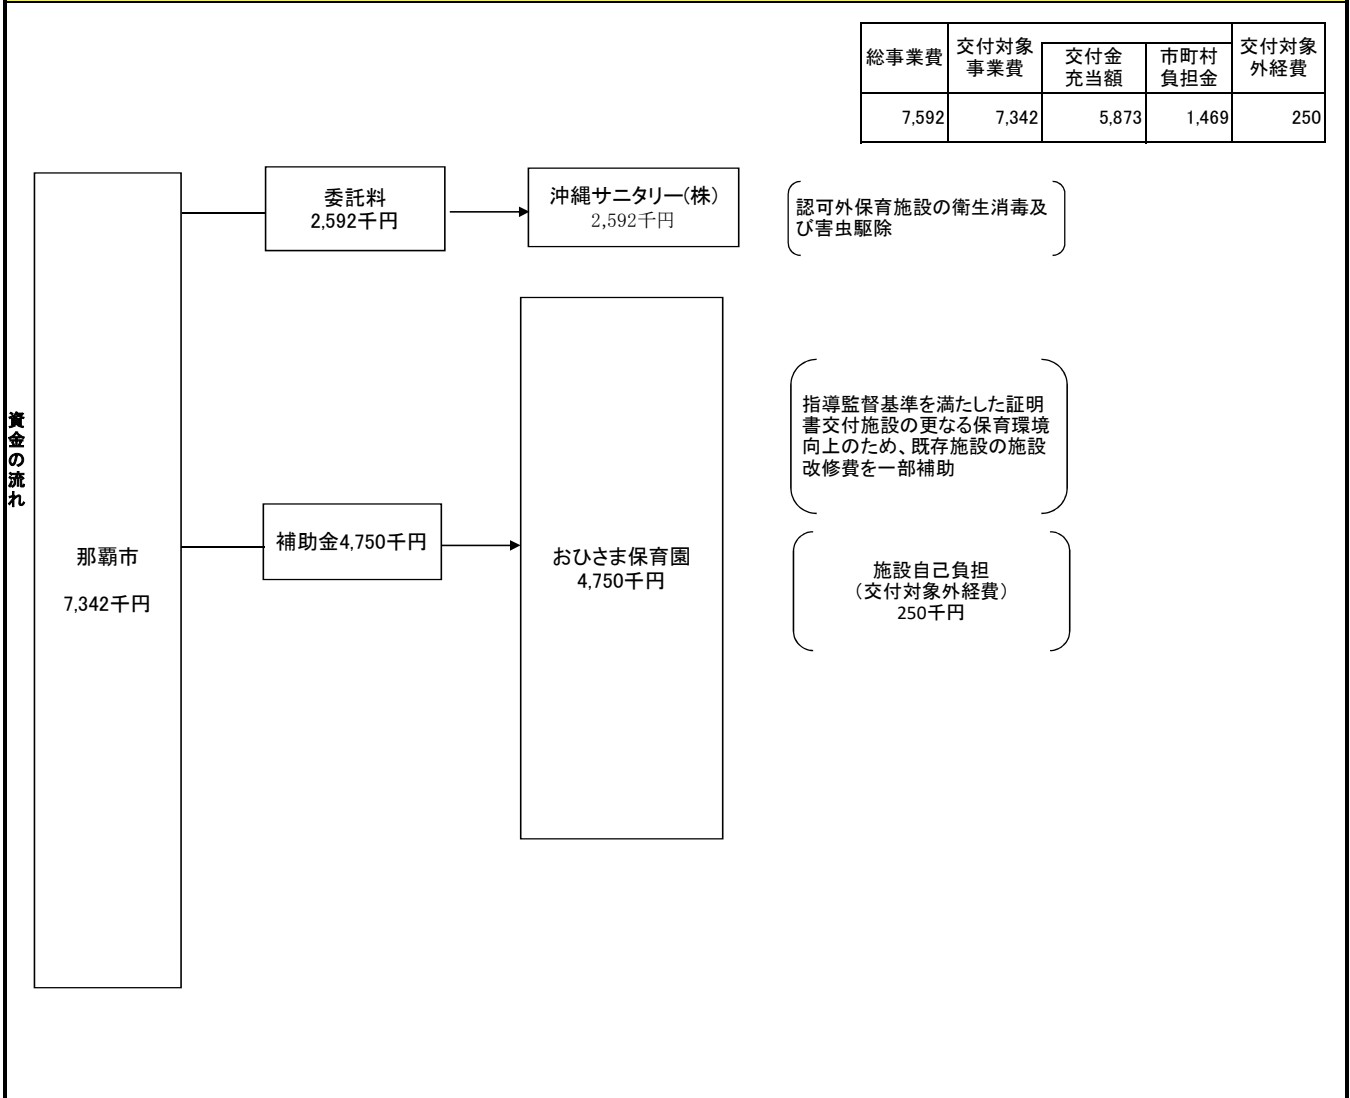 総事業費
交付対象
事業費
交付金
充当額
市町村
負担金
交付対象
外経費
7,592
7,342
5,873
1,469
250
資金の流れ
那覇市
7,342千円
委託料
2,592千円
沖縄サニタリー(株)
2,592千円
認可外保育施設の衛生消毒及
び害虫駆除
補助金4,750千円
おひさま保育園
4,750千円
指導監督基準を満たした証明
書交付施設の更なる保育環境
向上のため、既存施設の施設
改修費を一部補助
施設自己負担
（交付対象外経費）
250千円